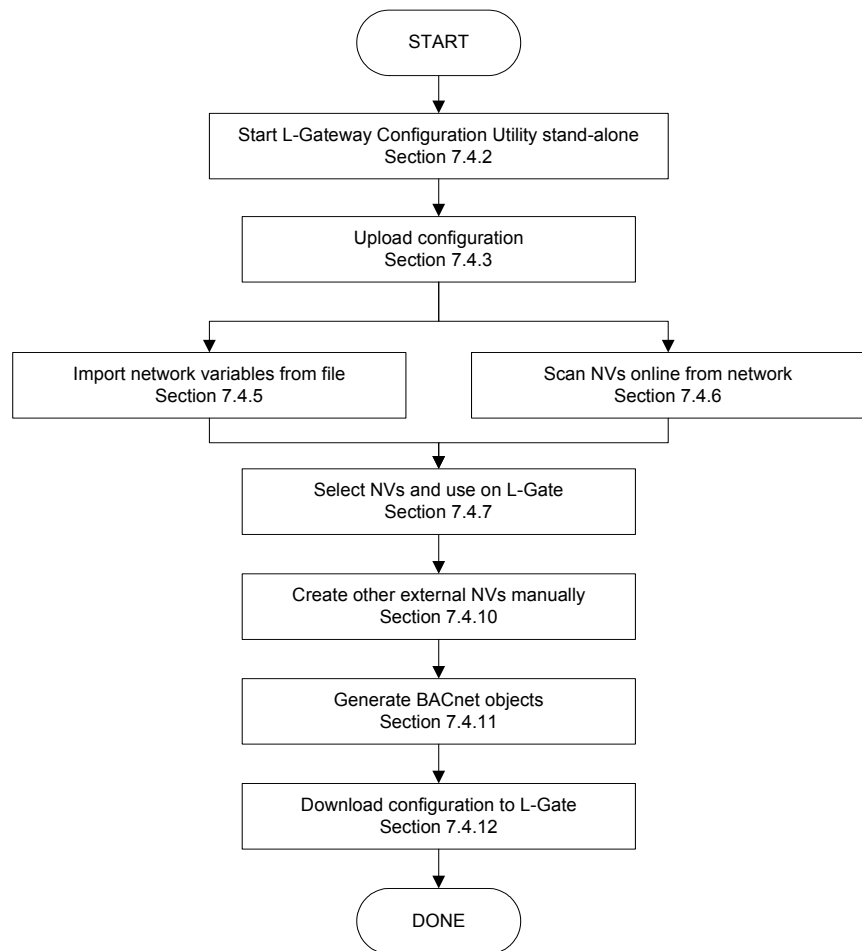 START
Start L-Gateway Configuration Utility stand-alone
Section 7.4.2
Upload configuration
Section 7.4.3
Import network variables from file
Section 7.4.5
Scan NVs online from network
Section 7.4.6
Select NVs and use on L-Gate
Section 7.4.7
Create other external NVs manually
Section 7.4.10
Generate BACnet objects
Section 7.4.11
Download configuration to L-Gate
Section 7.4.12
DONE